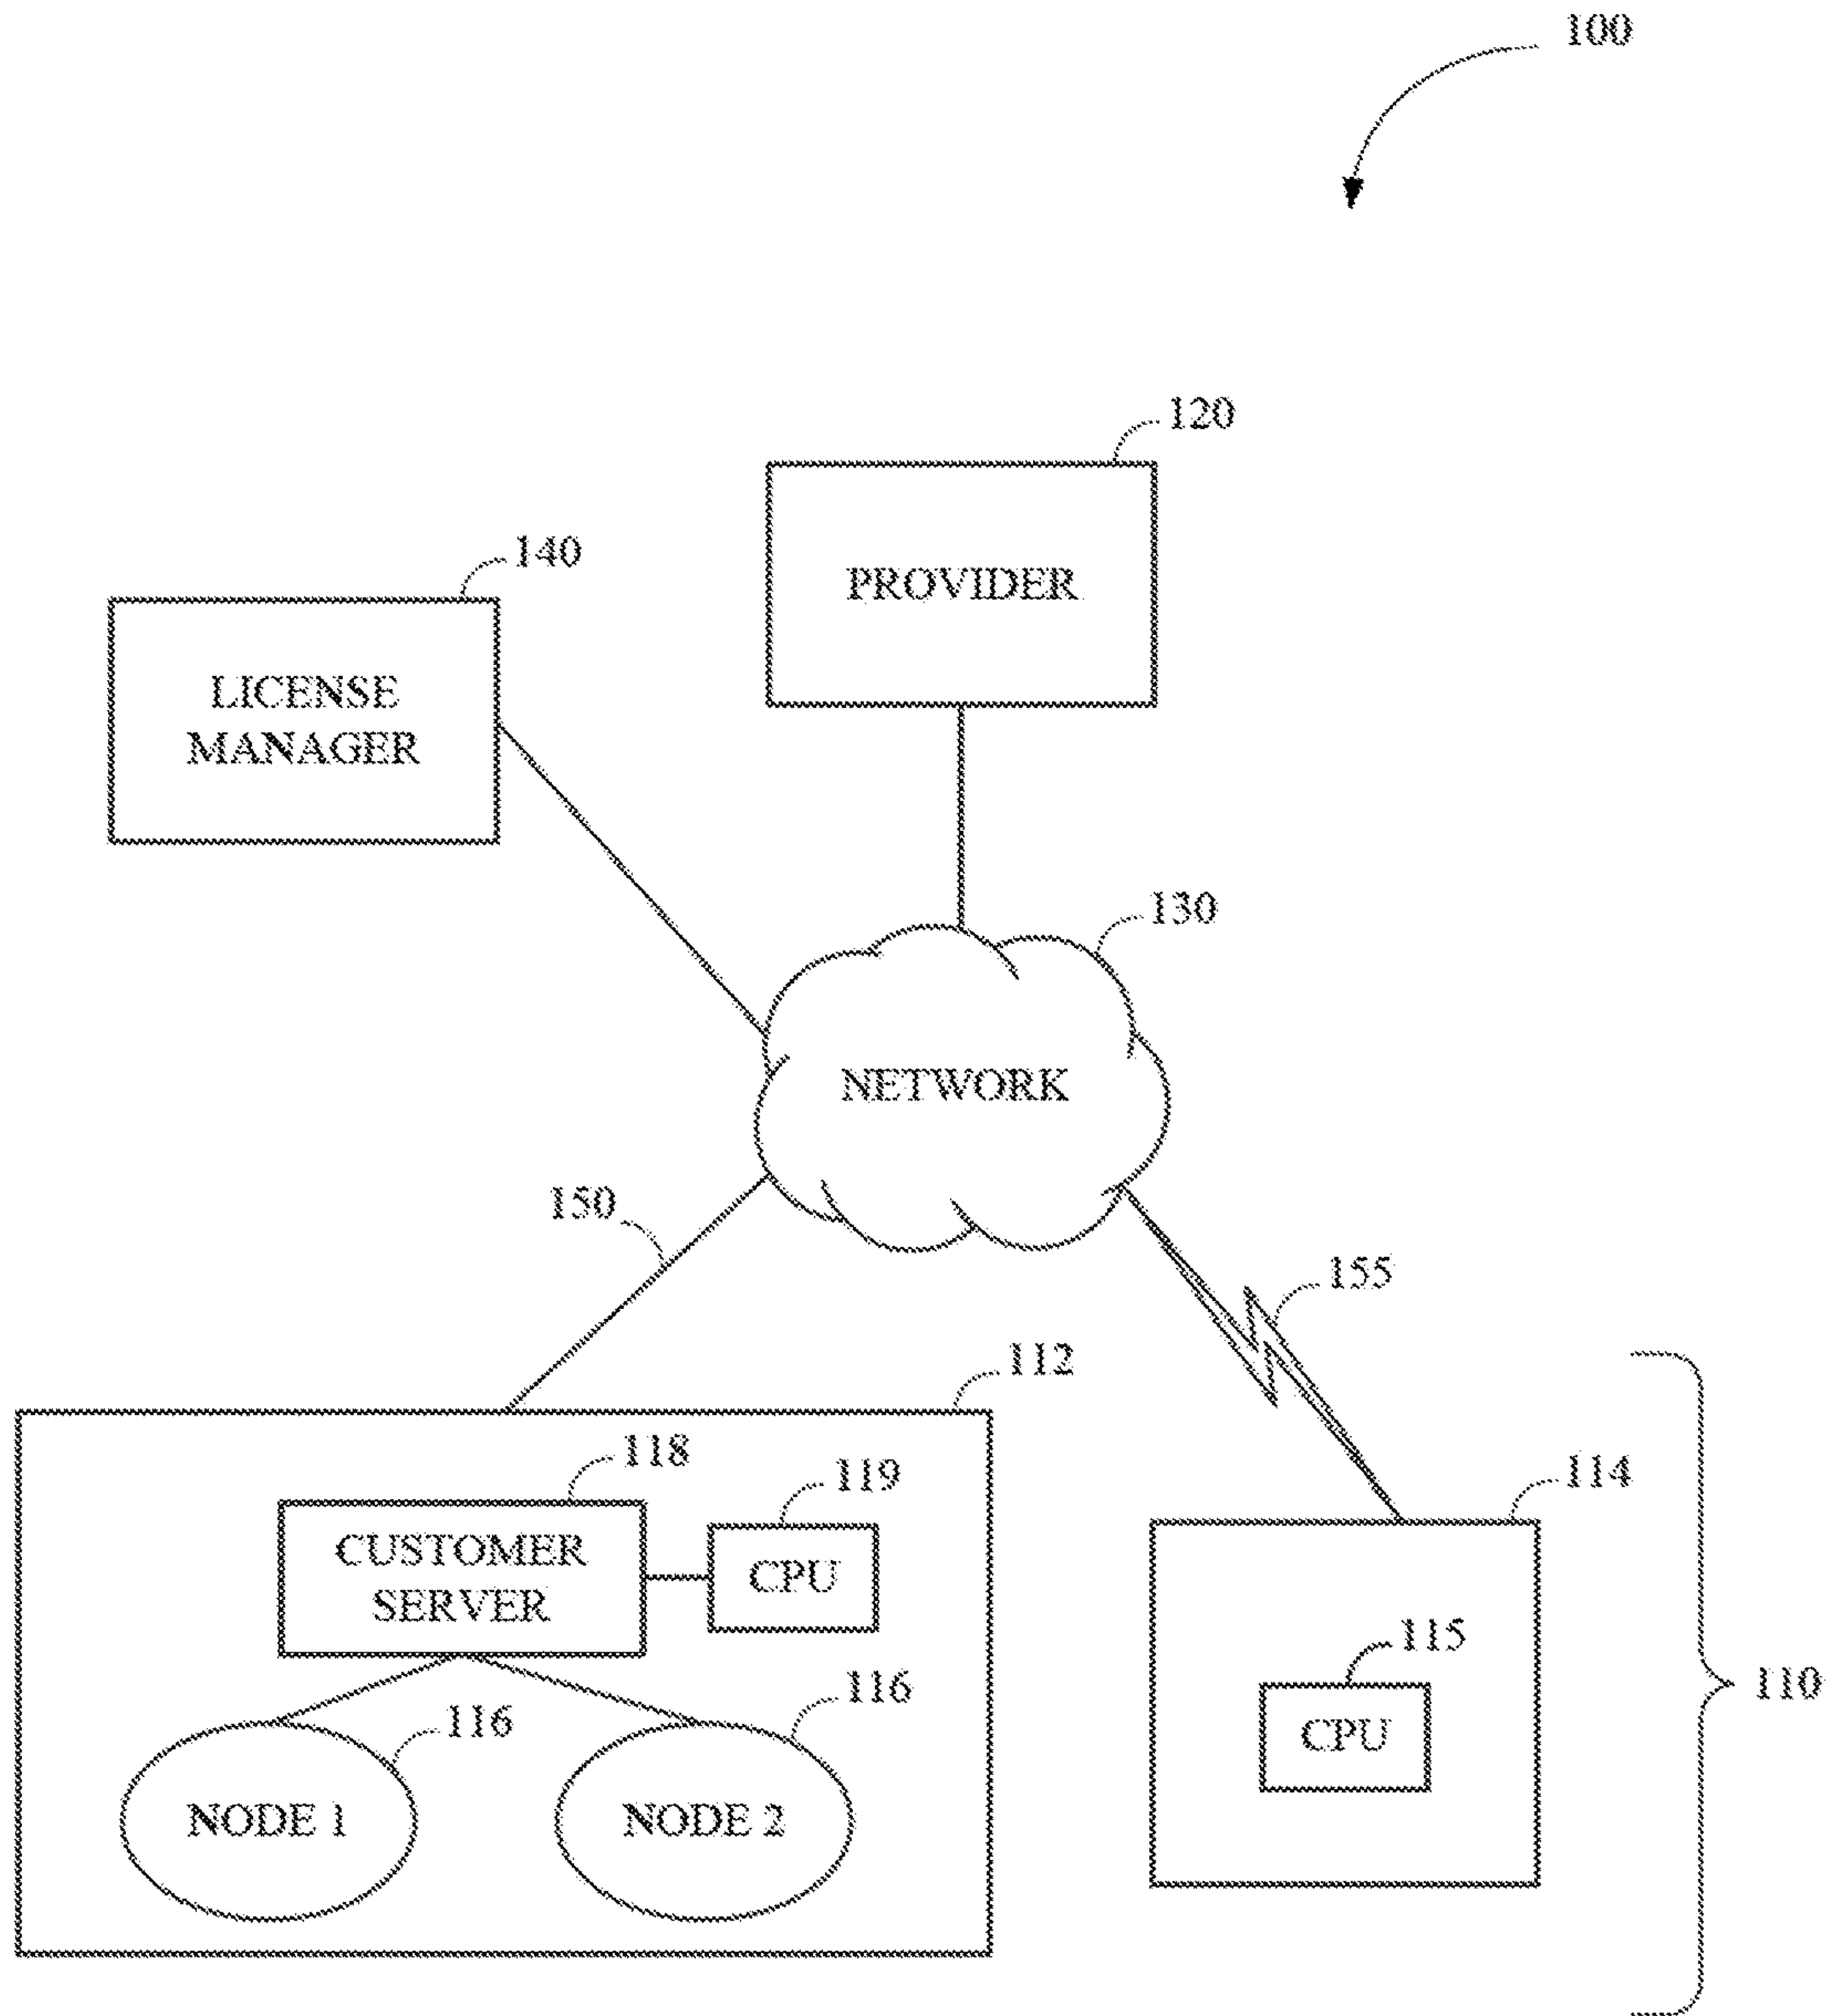 100
120
PROVIDER
140
LICENSE
MANAGER
130
NETWORK
150
155
112
118
119
114
CUSTOMER
SERVER
CPU
115
116
116
110
CPU
NODE 1
NODE 2